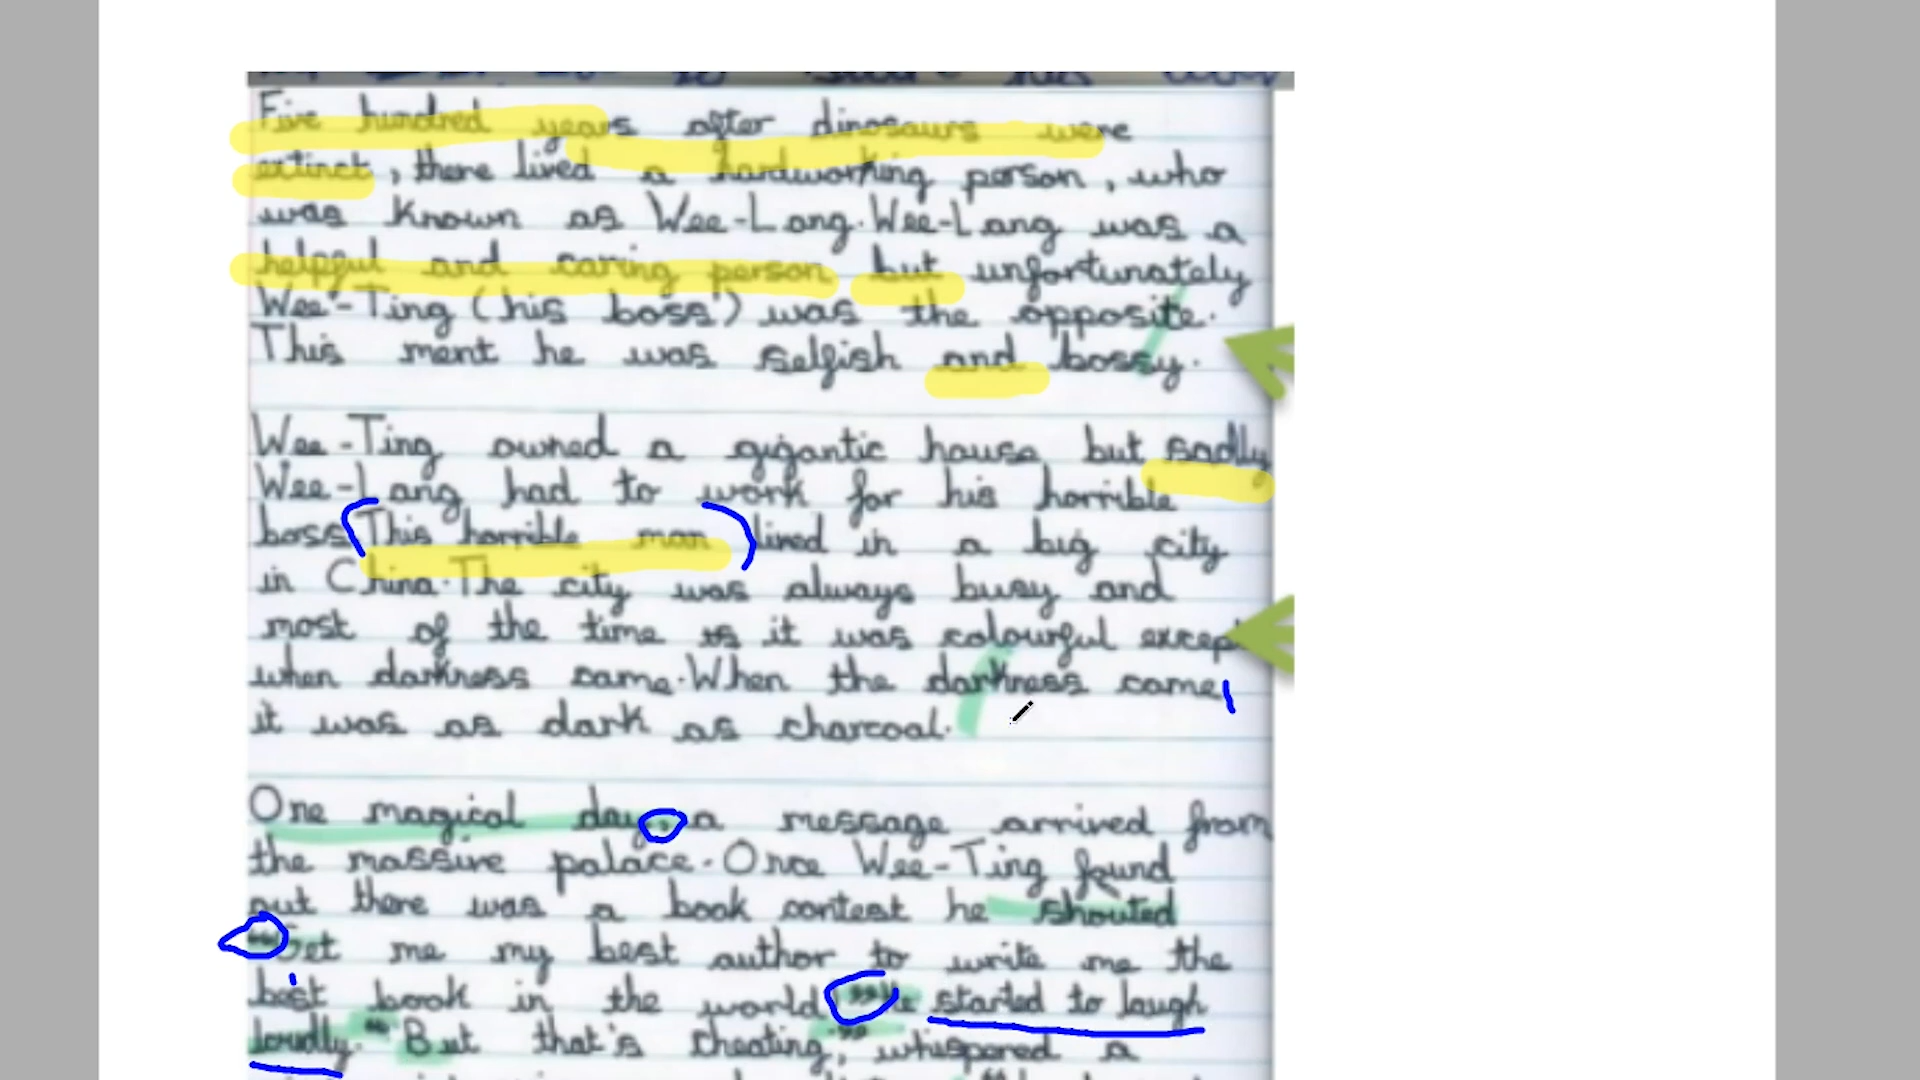 Five hundred years after dinosaurs were
extinct, there lived a hardworking person, who
was known as Wee-Lang. Wee-Lang was a
helpful and caring person but unfortunately
Wee-Ting (his boss) was the opposite.
This ment he was selfish and bossy.
Wee-Ting owned a gigantic house but sadly
Wee-Lang had to work for his horrible
boss. This horrible man lived in a big city
in China. The city was always busy and
most of the time it was colourful except
when darkness came. When the darkness came,
it was as dark as charcoal.
One magical day, a message arrived from
the massive palace. Once Wee-Ting found
out there was a book contest he shouted
"Get me my best author to write me the
best book in the world" He started to laugh
loudly. "But that's cheating," whispered a